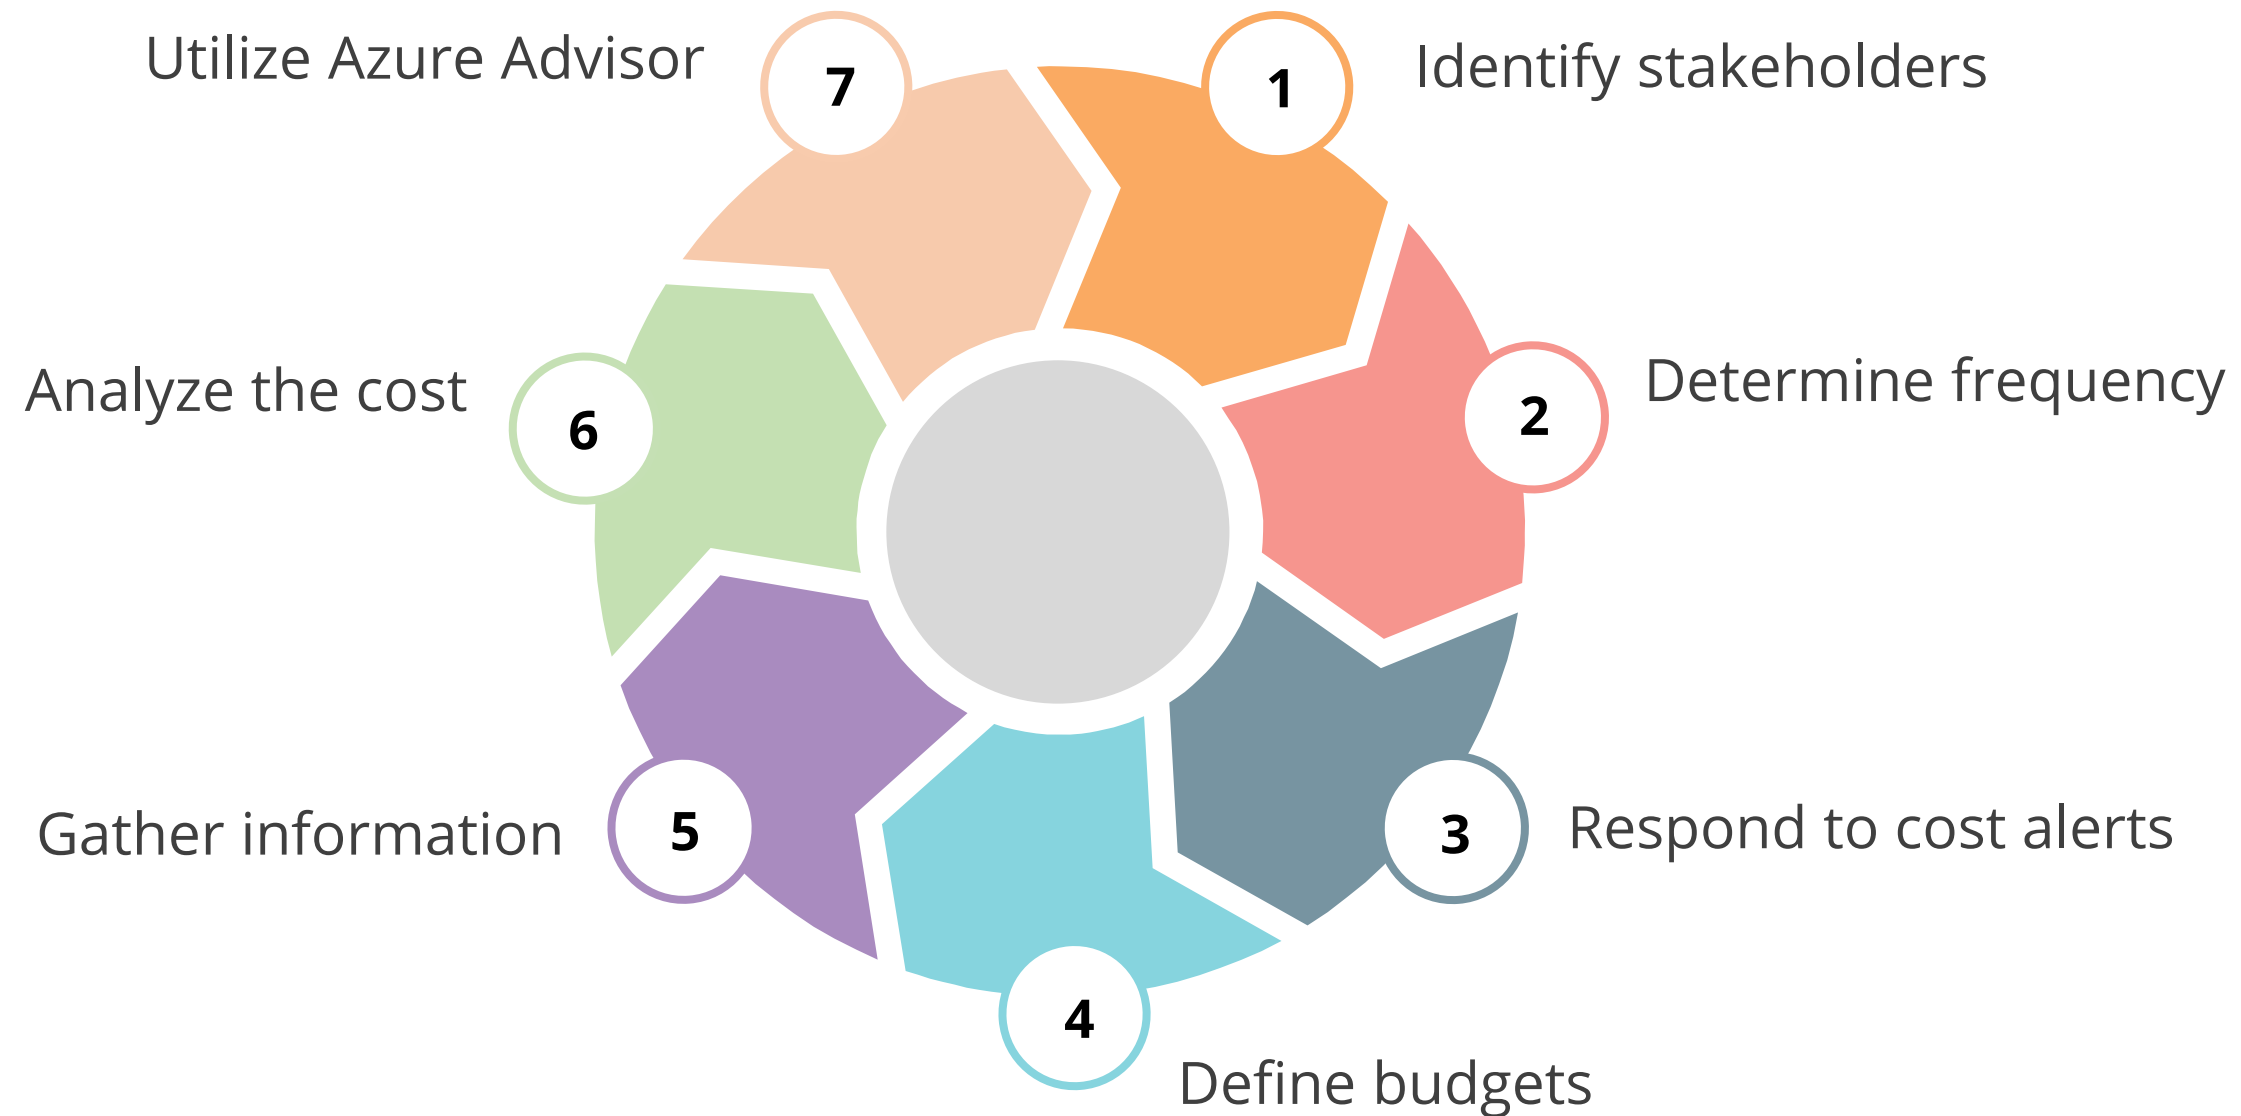 1
Identify stakeholders
2
Determine frequency
3
Respond to cost alerts
4
Define budgets
5
Gather information
6
Analyze the cost
7
Utilize Azure Advisor